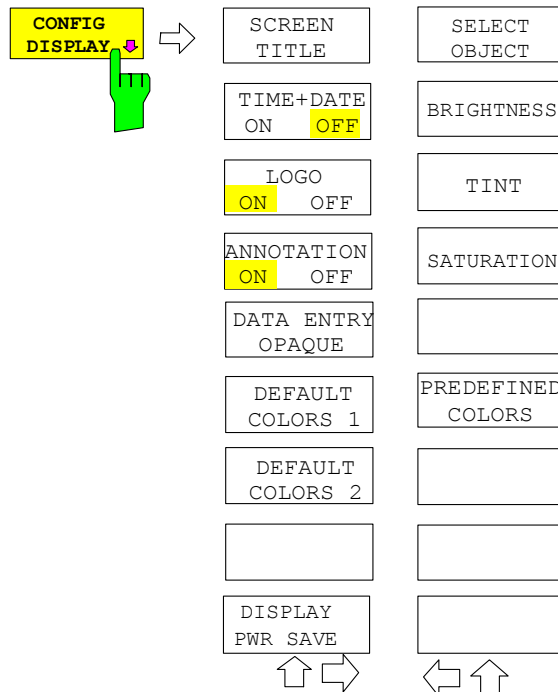 CONFIG
DISPLAY
SCREEN
TITLE
TIME+DATE
ON OFF
LOGO
ON OFF
ANNOTATION
ON OFF
DATA ENTRY
OPAQUE
DEFAULT
COLORS 1
DEFAULT
COLORS 2
DISPLAY
PWR SAVE
SELECT
OBJECT
BRIGHTNESS
TINT
SATURATION
PREDEFINED
COLORS